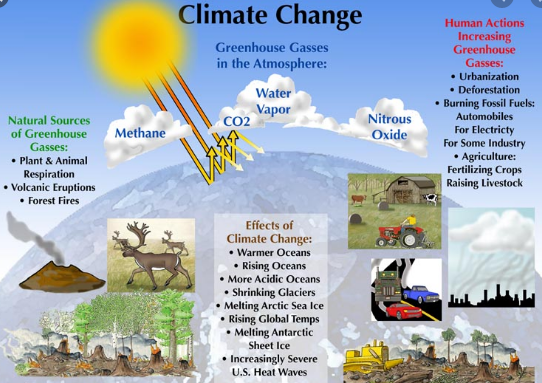 Climate Change
Greenhouse Gasses
in the Atmosphere:
Methane
CO2
Water
Vapor
Nitrous
Oxide
Natural Sources
of Greenhouse
Gasses:
• Plant & Animal
Respiration
• Volcanic Eruptions
• Forest Fires
Human Actions
Increasing
Greenhouse
Gasses:
• Urbanization
• Deforestation
• Burning Fossil Fuels:
Automobiles
For Electricty
For Some Industry
• Agriculture:
Fertilizing Crops
Raising Livestock
Effects of
Climate Change:
• Warmer Oceans
• Rising Oceans
• More Acidic Oceans
• Shrinking Glaciers
• Melting Arctic Sea Ice
• Rising Global Temps
• Melting Antarctic
Sheet Ice
• Increasingly Severe
U.S. Heat Waves